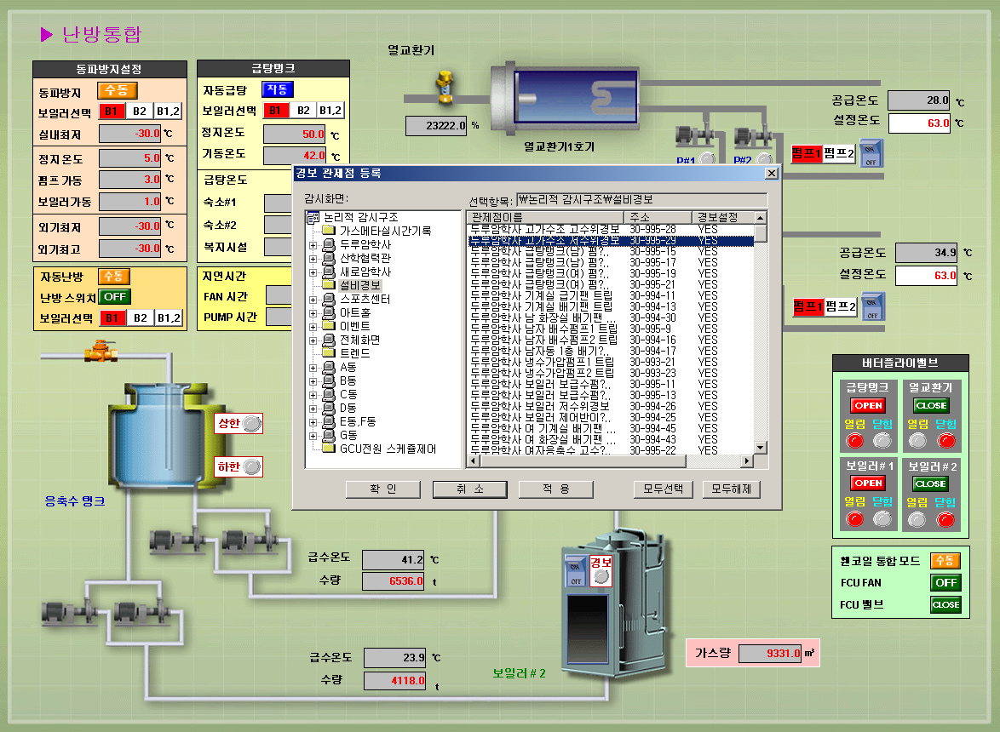 ▶ 난방통합
동파방지설정
동파방지 수동
보일러선택 B1 B2 B1,2
실내최저 -30.0 ℃
정지온도 5.0 ℃
펌프가동 3.0 ℃
보일러가동 1.0 ℃
외기최저 -30.0 ℃
외기최고 -30.0 ℃
자동난방 수동
난방 스위치 OFF
보일러선택 B1 B2 B1,2
급탕탱크
자동급탕 자동
보일러선택 B1 B2 B1,2
정지온도 50.0 ℃
기동온도 42.0 ℃
급탕온도
숙소#1
숙소#2
복지시설
지연시간
FAN 시간
PUMP 시간
열교환기
23222.0 %
열교환기1호기
P#1
P#2
공급온도 28.0 ℃
설정온도 63.0 ℃
펌프1 펌프2 ON OFF
공급온도 34.9 ℃
설정온도 63.0 ℃
펌프1 펌프2 ON OFF
경보 관제점 등록
감시화면:
논리적 감시구조
가스메타실시간기록
두루암학사
산학협력관
새로암학사
설비경보
스포츠센터
아트홀
이벤트
전체화면
트렌드
A동
B동
C동
D동
E동,F동
G동
GCU전원 스케쥴제어
선택항목: ₩논리적 감시구조₩설비경보
관제점이름 주소 경보설정
두루암학사 고가수조 고수위경보 30-995-28 YES
두루암학사 고가수조 저수위경보 30-995-29 YES
두루암학사 급탕탱크(남) 펌?.. 30-995-15 YES
두루암학사 급탕탱크(남) 펌?.. 30-995-17 YES
두루암학사 급탕탱크(여) 펌?.. 30-995-19 YES
두루암학사 급탕탱크(여) 펌?.. 30-995-21 YES
두루암학사 기계실 급기팬 트립 30-994-11 YES
두루암학사 기계실 배기팬 트립 30-994-13 YES
두루암학사 남 화장실 배기팬 ... 30-994-30 YES
두루암학사 남자 배수펌프1 트립 30-995-9 YES
두루암학사 남자 배수펌프2 트립 30-994-16 YES
두루암학사 남자동 1층 배기?.. 30-994-17 YES
두루암학사 냉수가압펌프1 트립 30-993-21 YES
두루암학사 냉수가압펌프2 트립 30-993-23 YES
두루암학사 보일러 보급수펌?.. 30-995-11 YES
두루암학사 보일러 보급수펌?.. 30-995-13 YES
두루암학사 보일러 저수위경보 30-994-26 YES
두루암학사 보일러 제어반이?.. 30-994-25 YES
두루암학사 여 기계실 배기팬 ... 30-994-45 YES
두루암학사 여 화장실 배기팬 ... 30-994-43 YES
두루암학사 여자응축수 고수?.. 30-995-22 YES
확 인 취 소 적 용 모두선택 모두해제
상한
하한
응축수 탱크
급수온도 41.2 ℃
수량 6536.0 t
급수온도 23.9 ℃
수량 4118.0 t
ON OFF 경보
보일러#2
가스량 9331.0 m³
버터플라이밸브
급탕탱크 열교환기
OPEN CLOSE
열림 닫힘 열림 닫힘
보일러#1 보일러#2
OPEN CLOSE
열림 닫힘 열림 닫힘
휀코일 통합 모드 수동
FCU FAN OFF
FCU 밸브 CLOSE